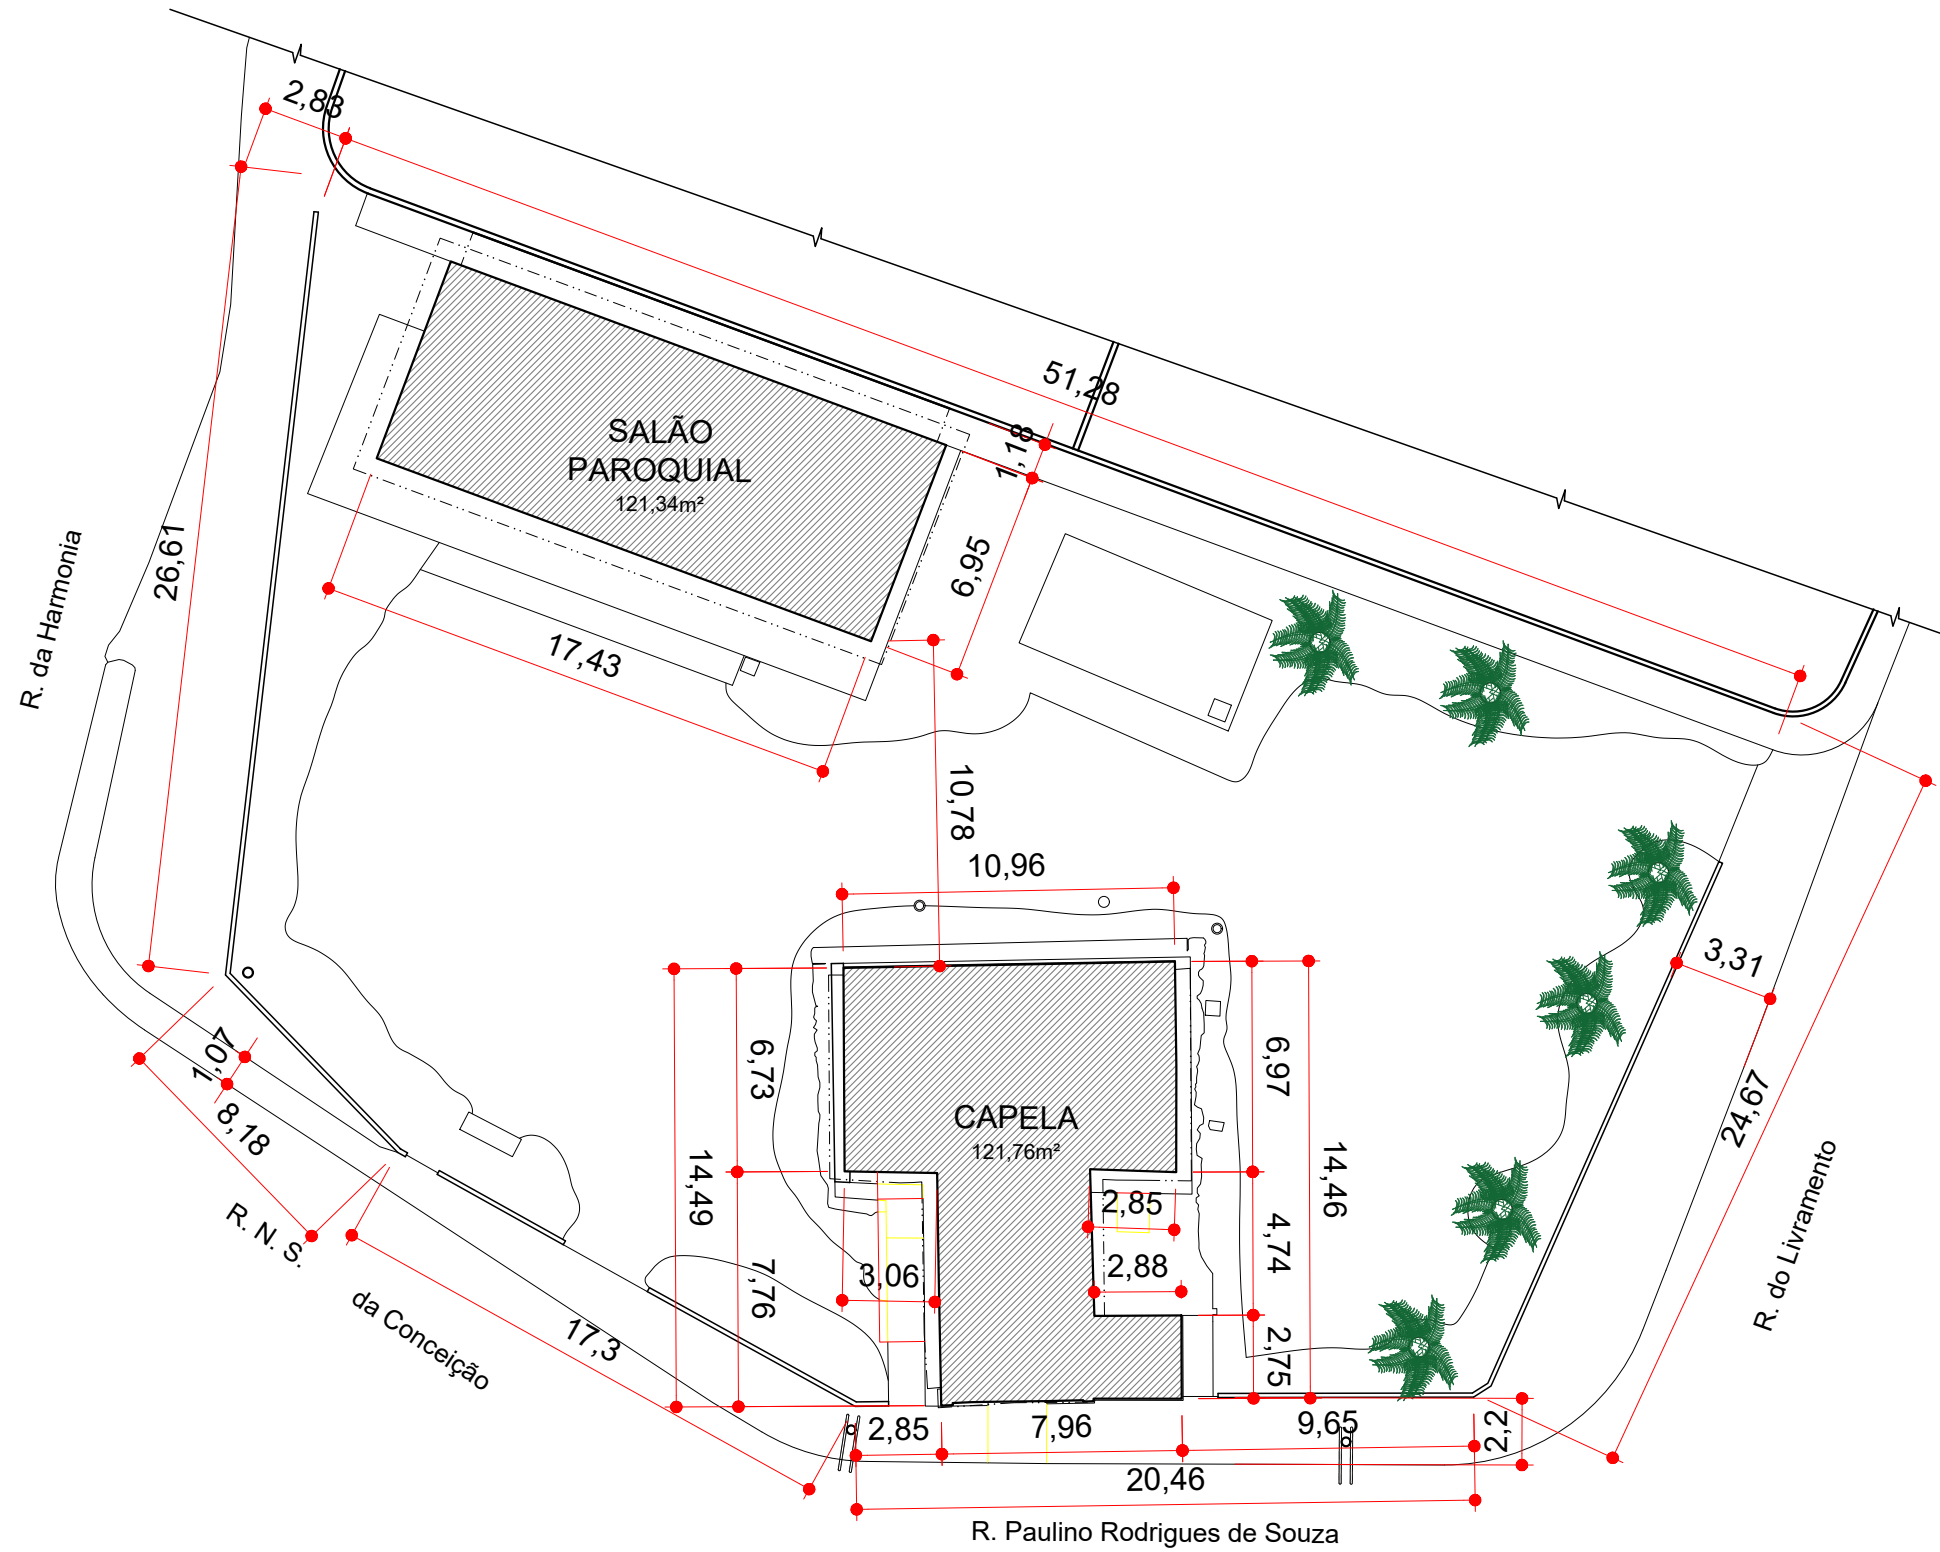 2,83
51,28
1,18
SALÃO
PAROQUIAL
121,34m²
6,95
26,61
R. da Harmonia
17,43
10,78
10,96
3,31
6,73
6,97
1,07
8,18
CAPELA
121,76m²
14,49
14,46
24,67
R. do Livramento
2,85
4,74
2,88
3,06
7,76
R. N. S.
da Conceição
17,3
2,75
2,85
7,96
9,65
2,2
20,46
R. Paulino Rodrigues de Souza